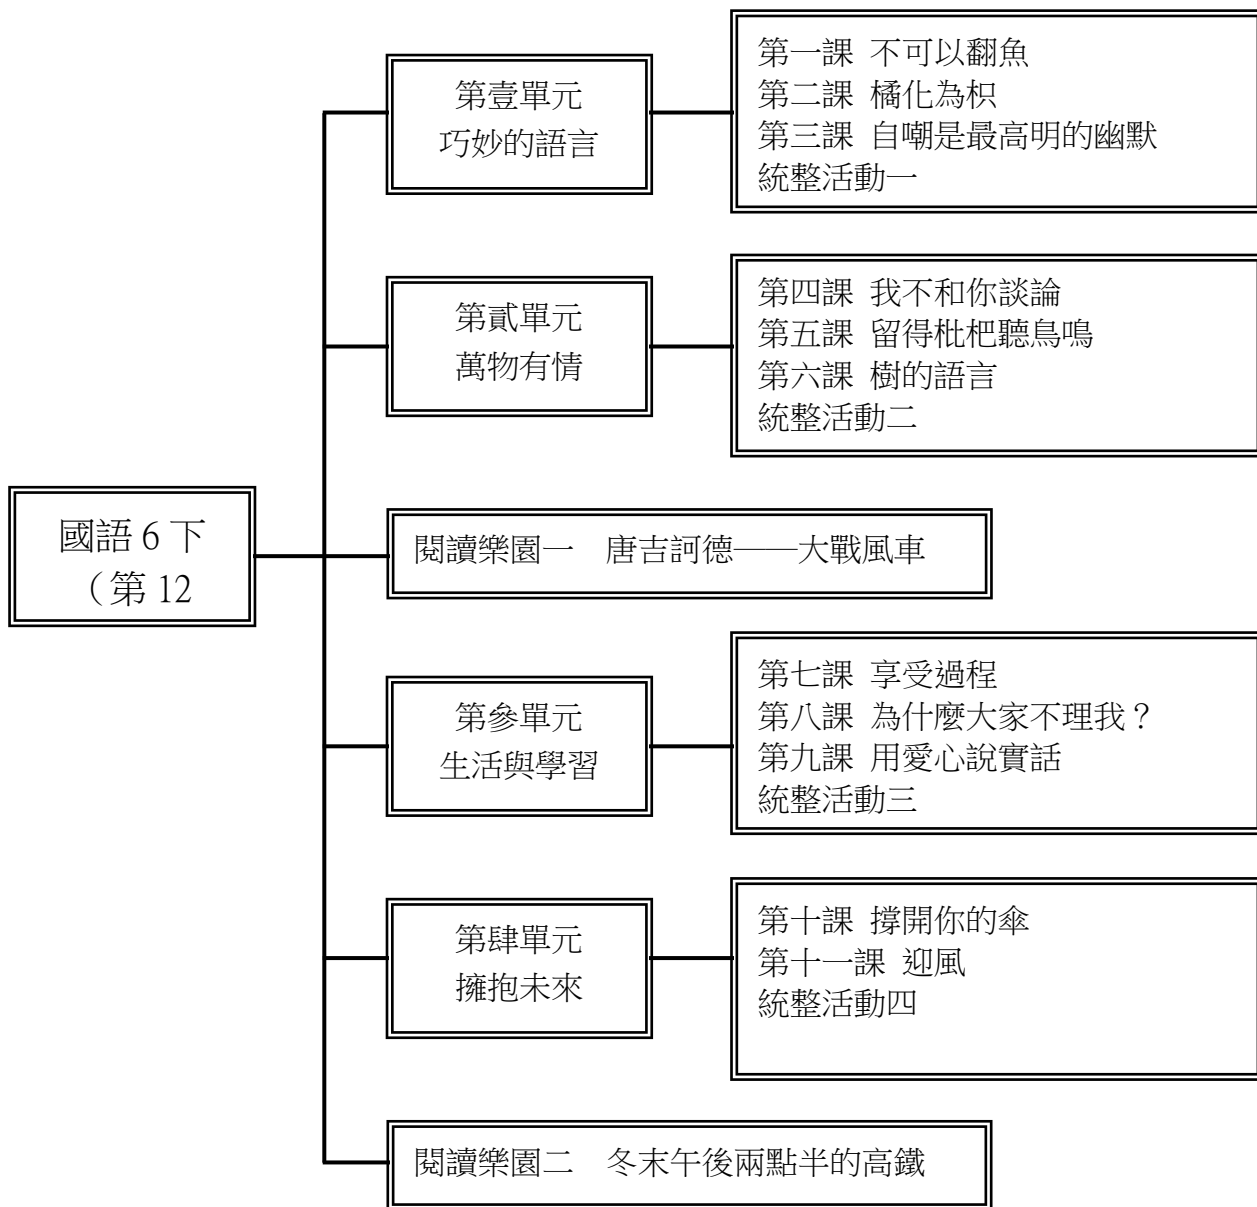 國語 6 下
（第 12
第壹單元
巧妙的語言
第一課 不可以翻魚
第二課 橘化為枳
第三課 自嘲是最高明的幽默
統整活動一
第貳單元
萬物有情
第四課 我不和你談論
第五課 留得枇杷聽鳥鳴
第六課 樹的語言
統整活動二
閱讀樂園一　唐吉訶德——大戰風車
第參單元
生活與學習
第七課 享受過程
第八課 為什麼大家不理我？
第九課 用愛心說實話
統整活動三
第肆單元
擁抱未來
第十課 撐開你的傘
第十一課 迎風
統整活動四
閱讀樂園二　冬末午後兩點半的高鐵